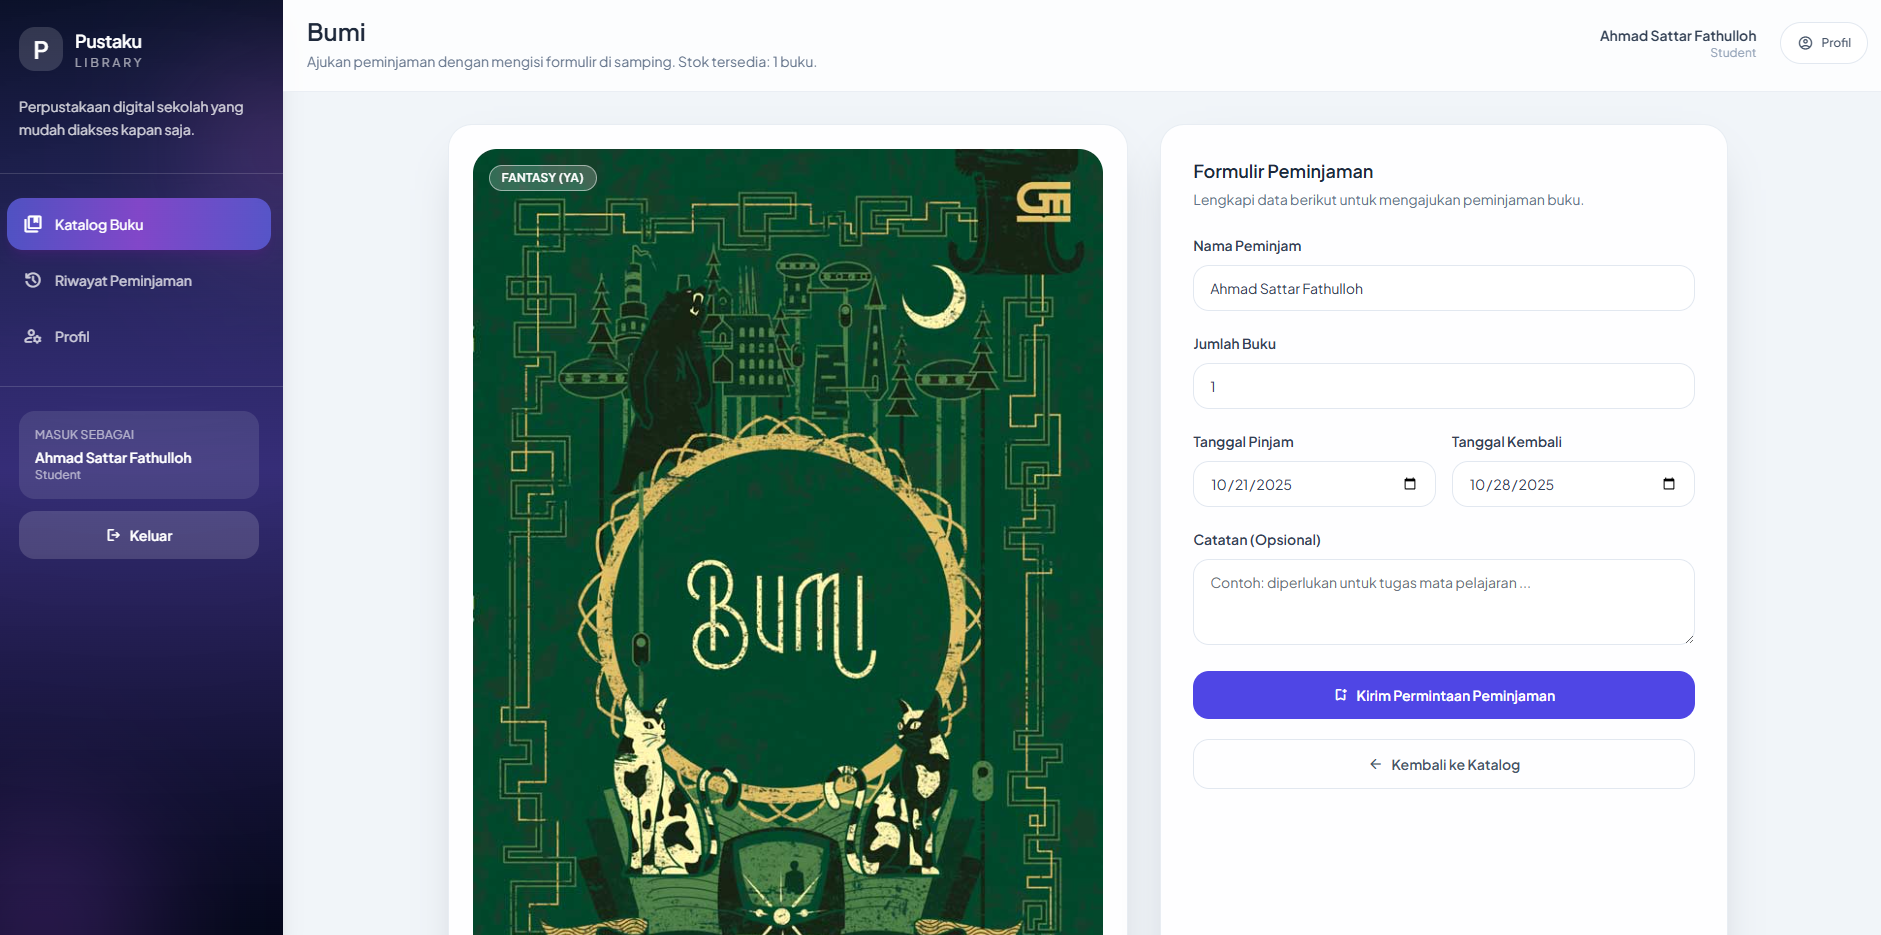 P
Pustaku
LIBRARY
Perpustakaan digital sekolah yang
mudah diakses kapan saja.
Katalog Buku
Riwayat Peminjaman
Profil
MASUK SEBAGAI
Ahmad Sattar Fathulloh
Student
Keluar
Bumi
Ajukan peminjaman dengan mengisi formulir di samping. Stok tersedia: 1 buku.
Ahmad Sattar Fathulloh
Student
Profil
FANTASY (YA)
Gm
BUMI
Formulir Peminjaman
Lengkapi data berikut untuk mengajukan peminjaman buku.
Nama Peminjam
Ahmad Sattar Fathulloh
Jumlah Buku
1
Tanggal Pinjam
Tanggal Kembali
10/21/2025
10/28/2025
Catatan (Opsional)
Contoh: diperlukan untuk tugas mata pelajaran ...
Kirim Permintaan Peminjaman
Kembali ke Katalog